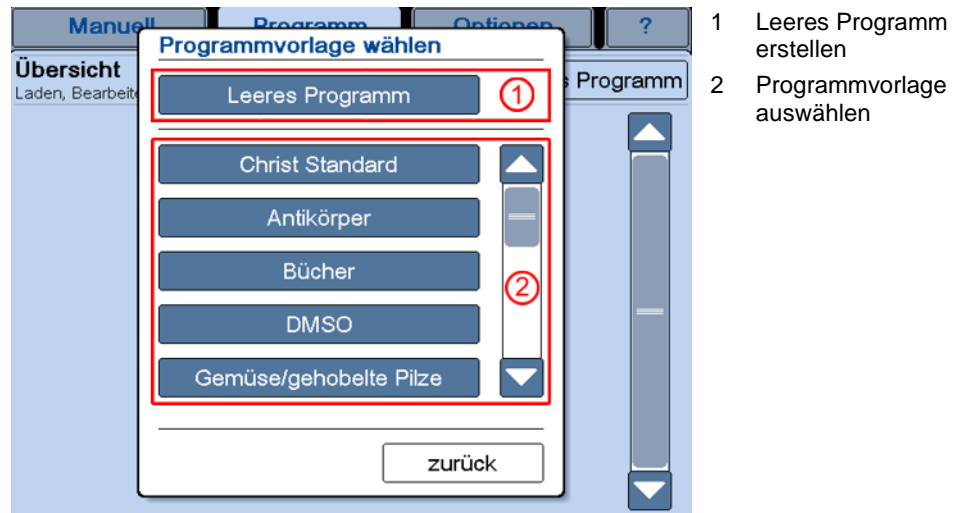 Manuell Programm Optionen ?
Programmvorlage wählen
Übersicht
Laden, Bearbeite
Programm
Leeres Programm 1
Christ Standard
Antikörper
Bücher
2
DMSO
Gemüse/gehobelte Pilze
zurück
1 Leeres Programm
erstellen
2 Programmvorlage
auswählen